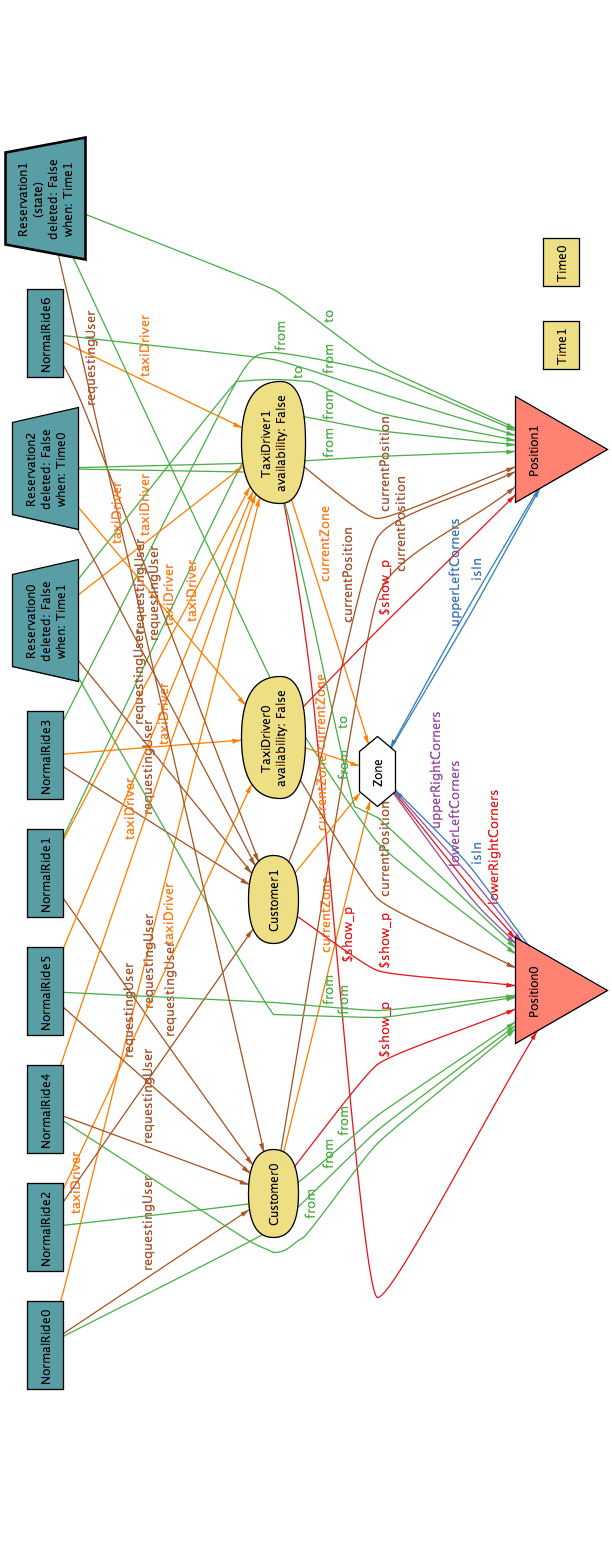 NormalRide0
NormalRide2
NormalRide4
NormalRide5
NormalRide1
NormalRide3
Reservation0
deleted: False
when: Time1
Reservation2
deleted: False
when: Time0
NormalRide6
Reservation1
(state)
deleted: False
when: Time1
taxiDriver
requestingUser
taxiDriver
requestingUser
taxiDriver
requestingUser
requestingUser
taxiDriver
taxiDriver
requestingUser
requestingUser
requestingUser
requestingUser
requestingUser
taxiDriver
requestingUser
taxiDriver
taxiDriver
taxiDriver
Customer0
Customer1
TaxiDriver0
availability: False
TaxiDriver1
availability: False
from
to
from
currentZone
currentZone
currentZone
currentZone
from
from
from
from
from
to
from
from
from
to
$show_p
currentPosition
$show_p
$show_p
currentPosition
$show_p
currentPosition
currentPosition
Zone
upperRightCorners
lowerLeftCorners
upperLeftCorners
isIn
isIn
lowerRightCorners
Position0
Position1
Time1
Time0